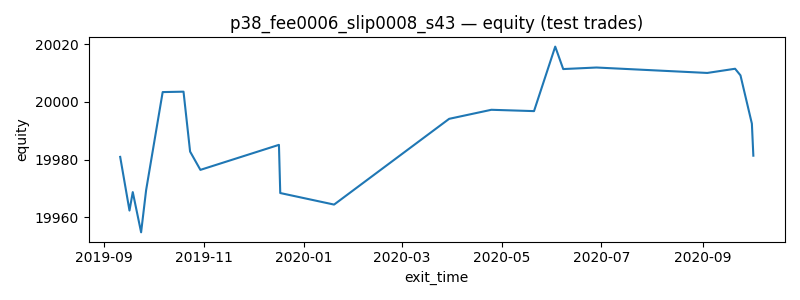 p38_fee0006_slip0008_s43 — equity (test trades)
20020
20000
19980
19960
equity
2019-09 2019-11 2020-01 2020-03 2020-05 2020-07 2020-09
exit_time